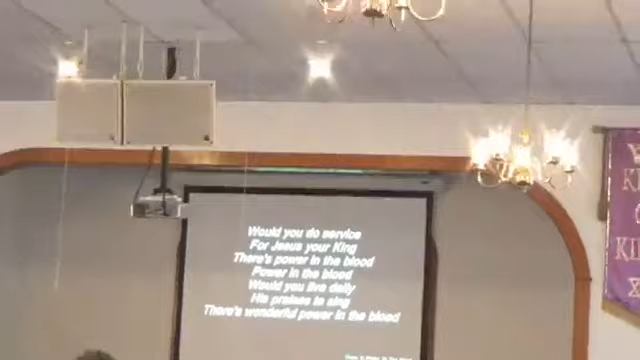 Would you do service
For Jesus your King
There's power in the blood
Power in the blood
Would you live daily
His praises to sing
There's wonderful power in the blood